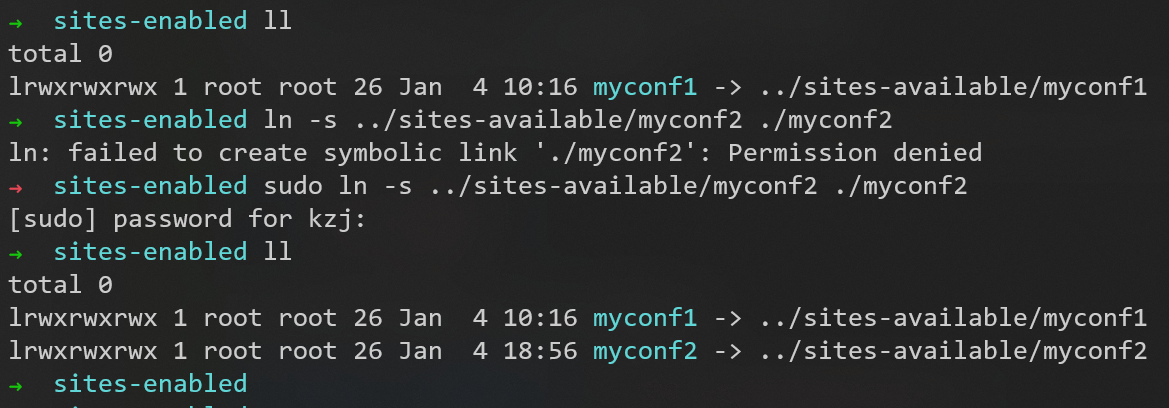 →  sites-enabled ll
total 0
lrwxrwxrwx 1 root root 26 Jan  4 10:16 myconf1 -> ../sites-available/myconf1
→  sites-enabled ln -s ../sites-available/myconf2 ./myconf2
ln: failed to create symbolic link './myconf2': Permission denied
→  sites-enabled sudo ln -s ../sites-available/myconf2 ./myconf2
[sudo] password for kzj:
→  sites-enabled ll
total 0
lrwxrwxrwx 1 root root 26 Jan  4 10:16 myconf1 -> ../sites-available/myconf1
lrwxrwxrwx 1 root root 26 Jan  4 18:56 myconf2 -> ../sites-available/myconf2
→  sites-enabled